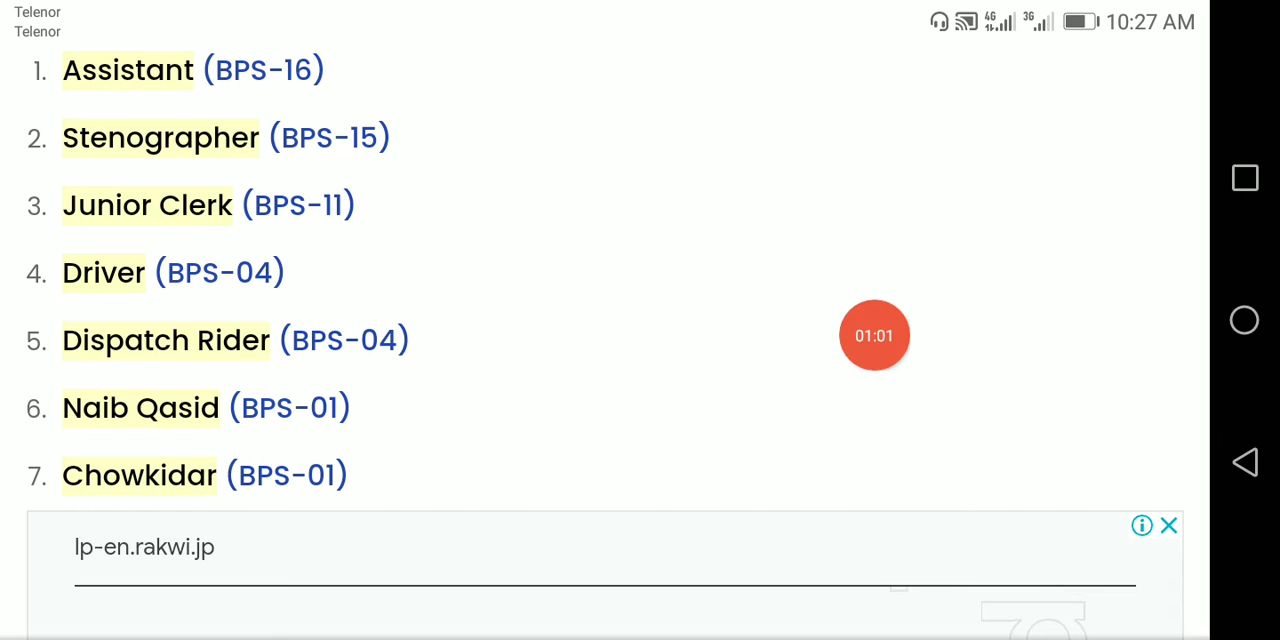 Telenor
Telenor
4G 3G 10:27 AM
1. Assistant (BPS-16)
2. Stenographer (BPS-15)
3. Junior Clerk (BPS-11)
4. Driver (BPS-04)
5. Dispatch Rider (BPS-04)
01:01
6. Naib Qasid (BPS-01)
7. Chowkidar (BPS-01)
lp-en.rakwi.jp